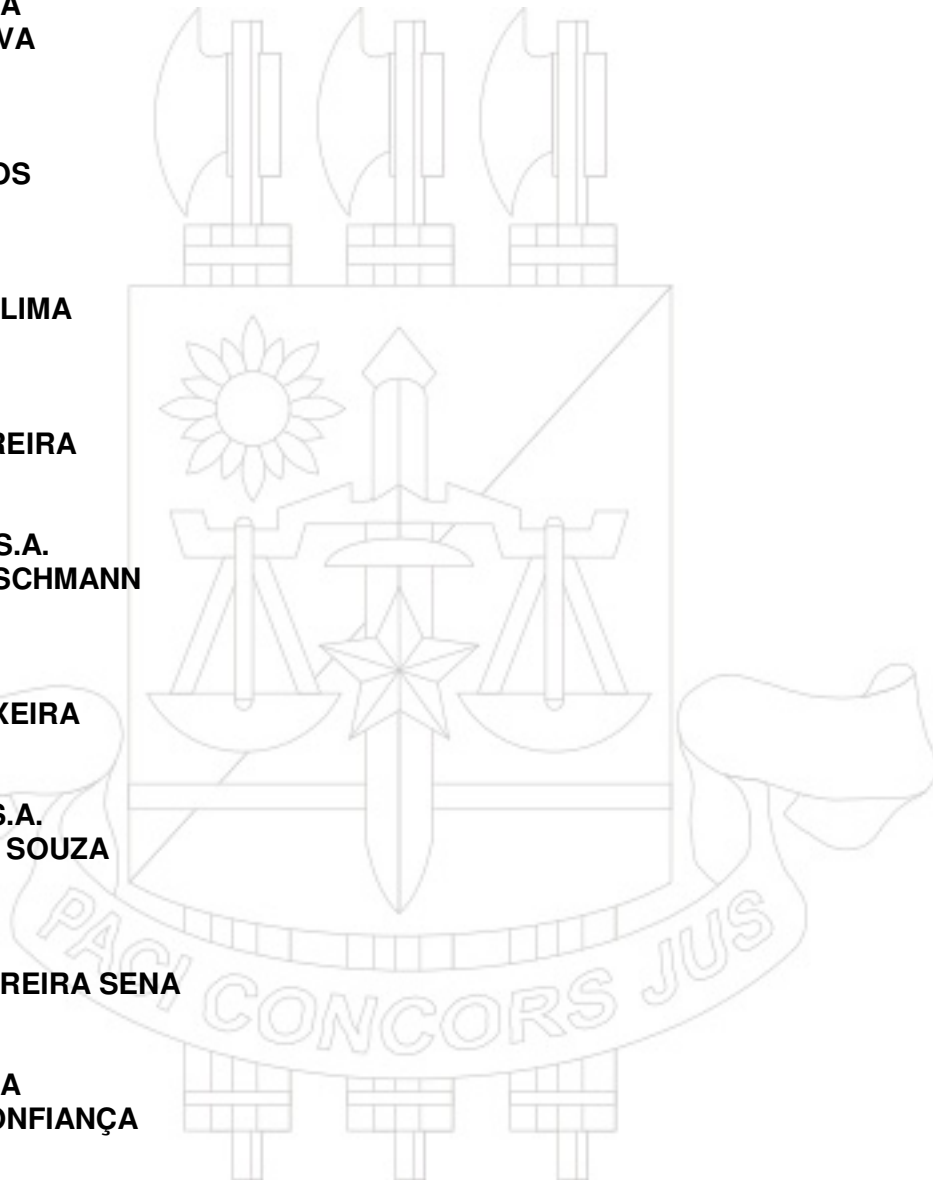 A
VA
OS
LIMA
REIRA
S.A.
SCHMANN
XEIRA
S.A.
SOUZA
REIRA SENA
A
ONFIANÇA
PACI CONCORS JUS